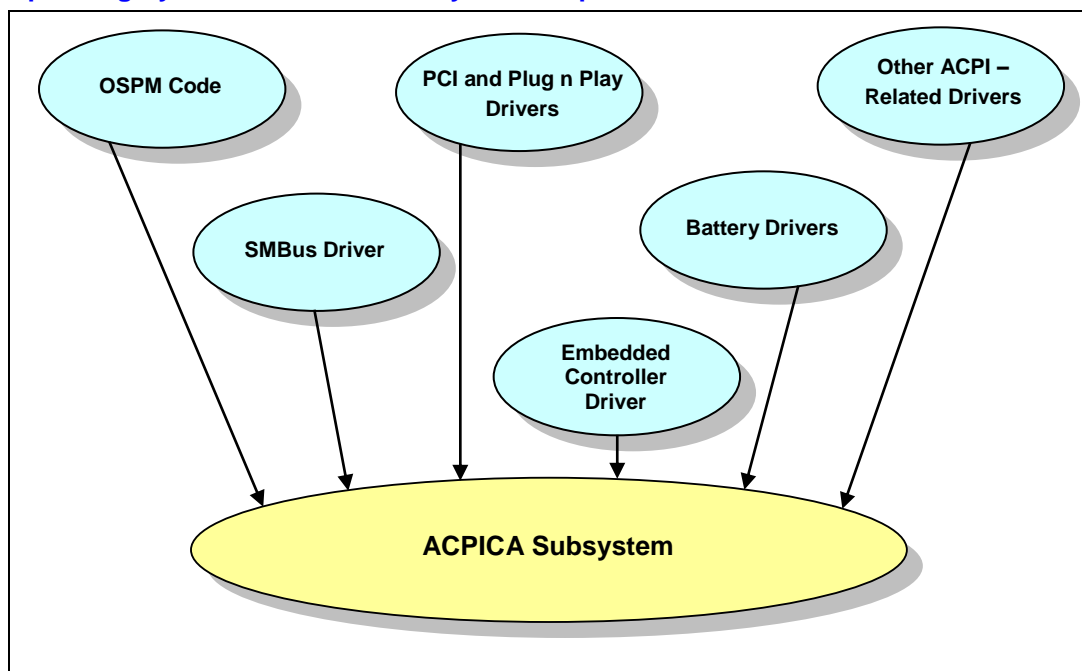 OSPM Code
PCI and Plug n Play
Drivers
Other ACPI –
Related Drivers
SMBus Driver
Battery Drivers
Embedded
Controller
Driver
ACPICA Subsystem